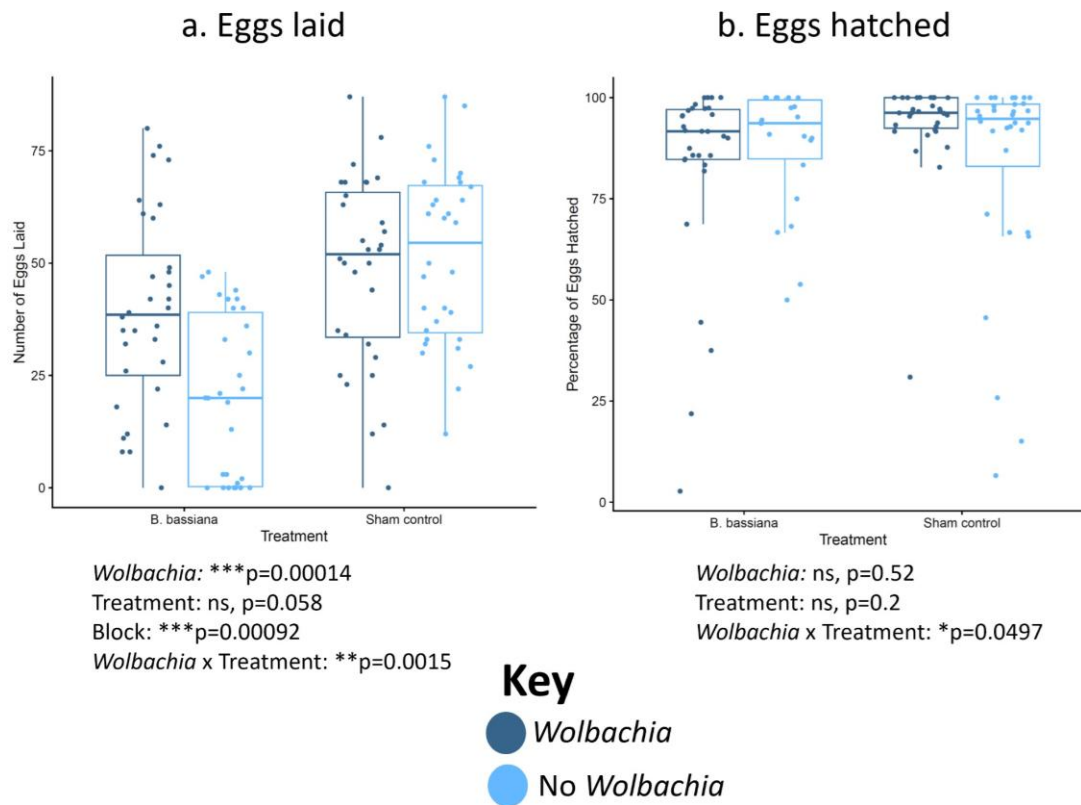 a. Eggs laid
Number of Eggs Laid
75
50
25
0
B. bassiana
Sham control
Treatment
Wolbachia: ***p=0.00014
Treatment: ns, p=0.058
Block: ***p=0.00092
Wolbachia x Treatment: **p=0.0015
b. Eggs hatched
Percentage of Eggs Hatched
100
75
50
25
0
B. bassiana
Sham control
Treatment
Wolbachia: ns, p=0.52
Treatment: ns, p=0.2
Wolbachia x Treatment: *p=0.0497
Key
Wolbachia
No Wolbachia